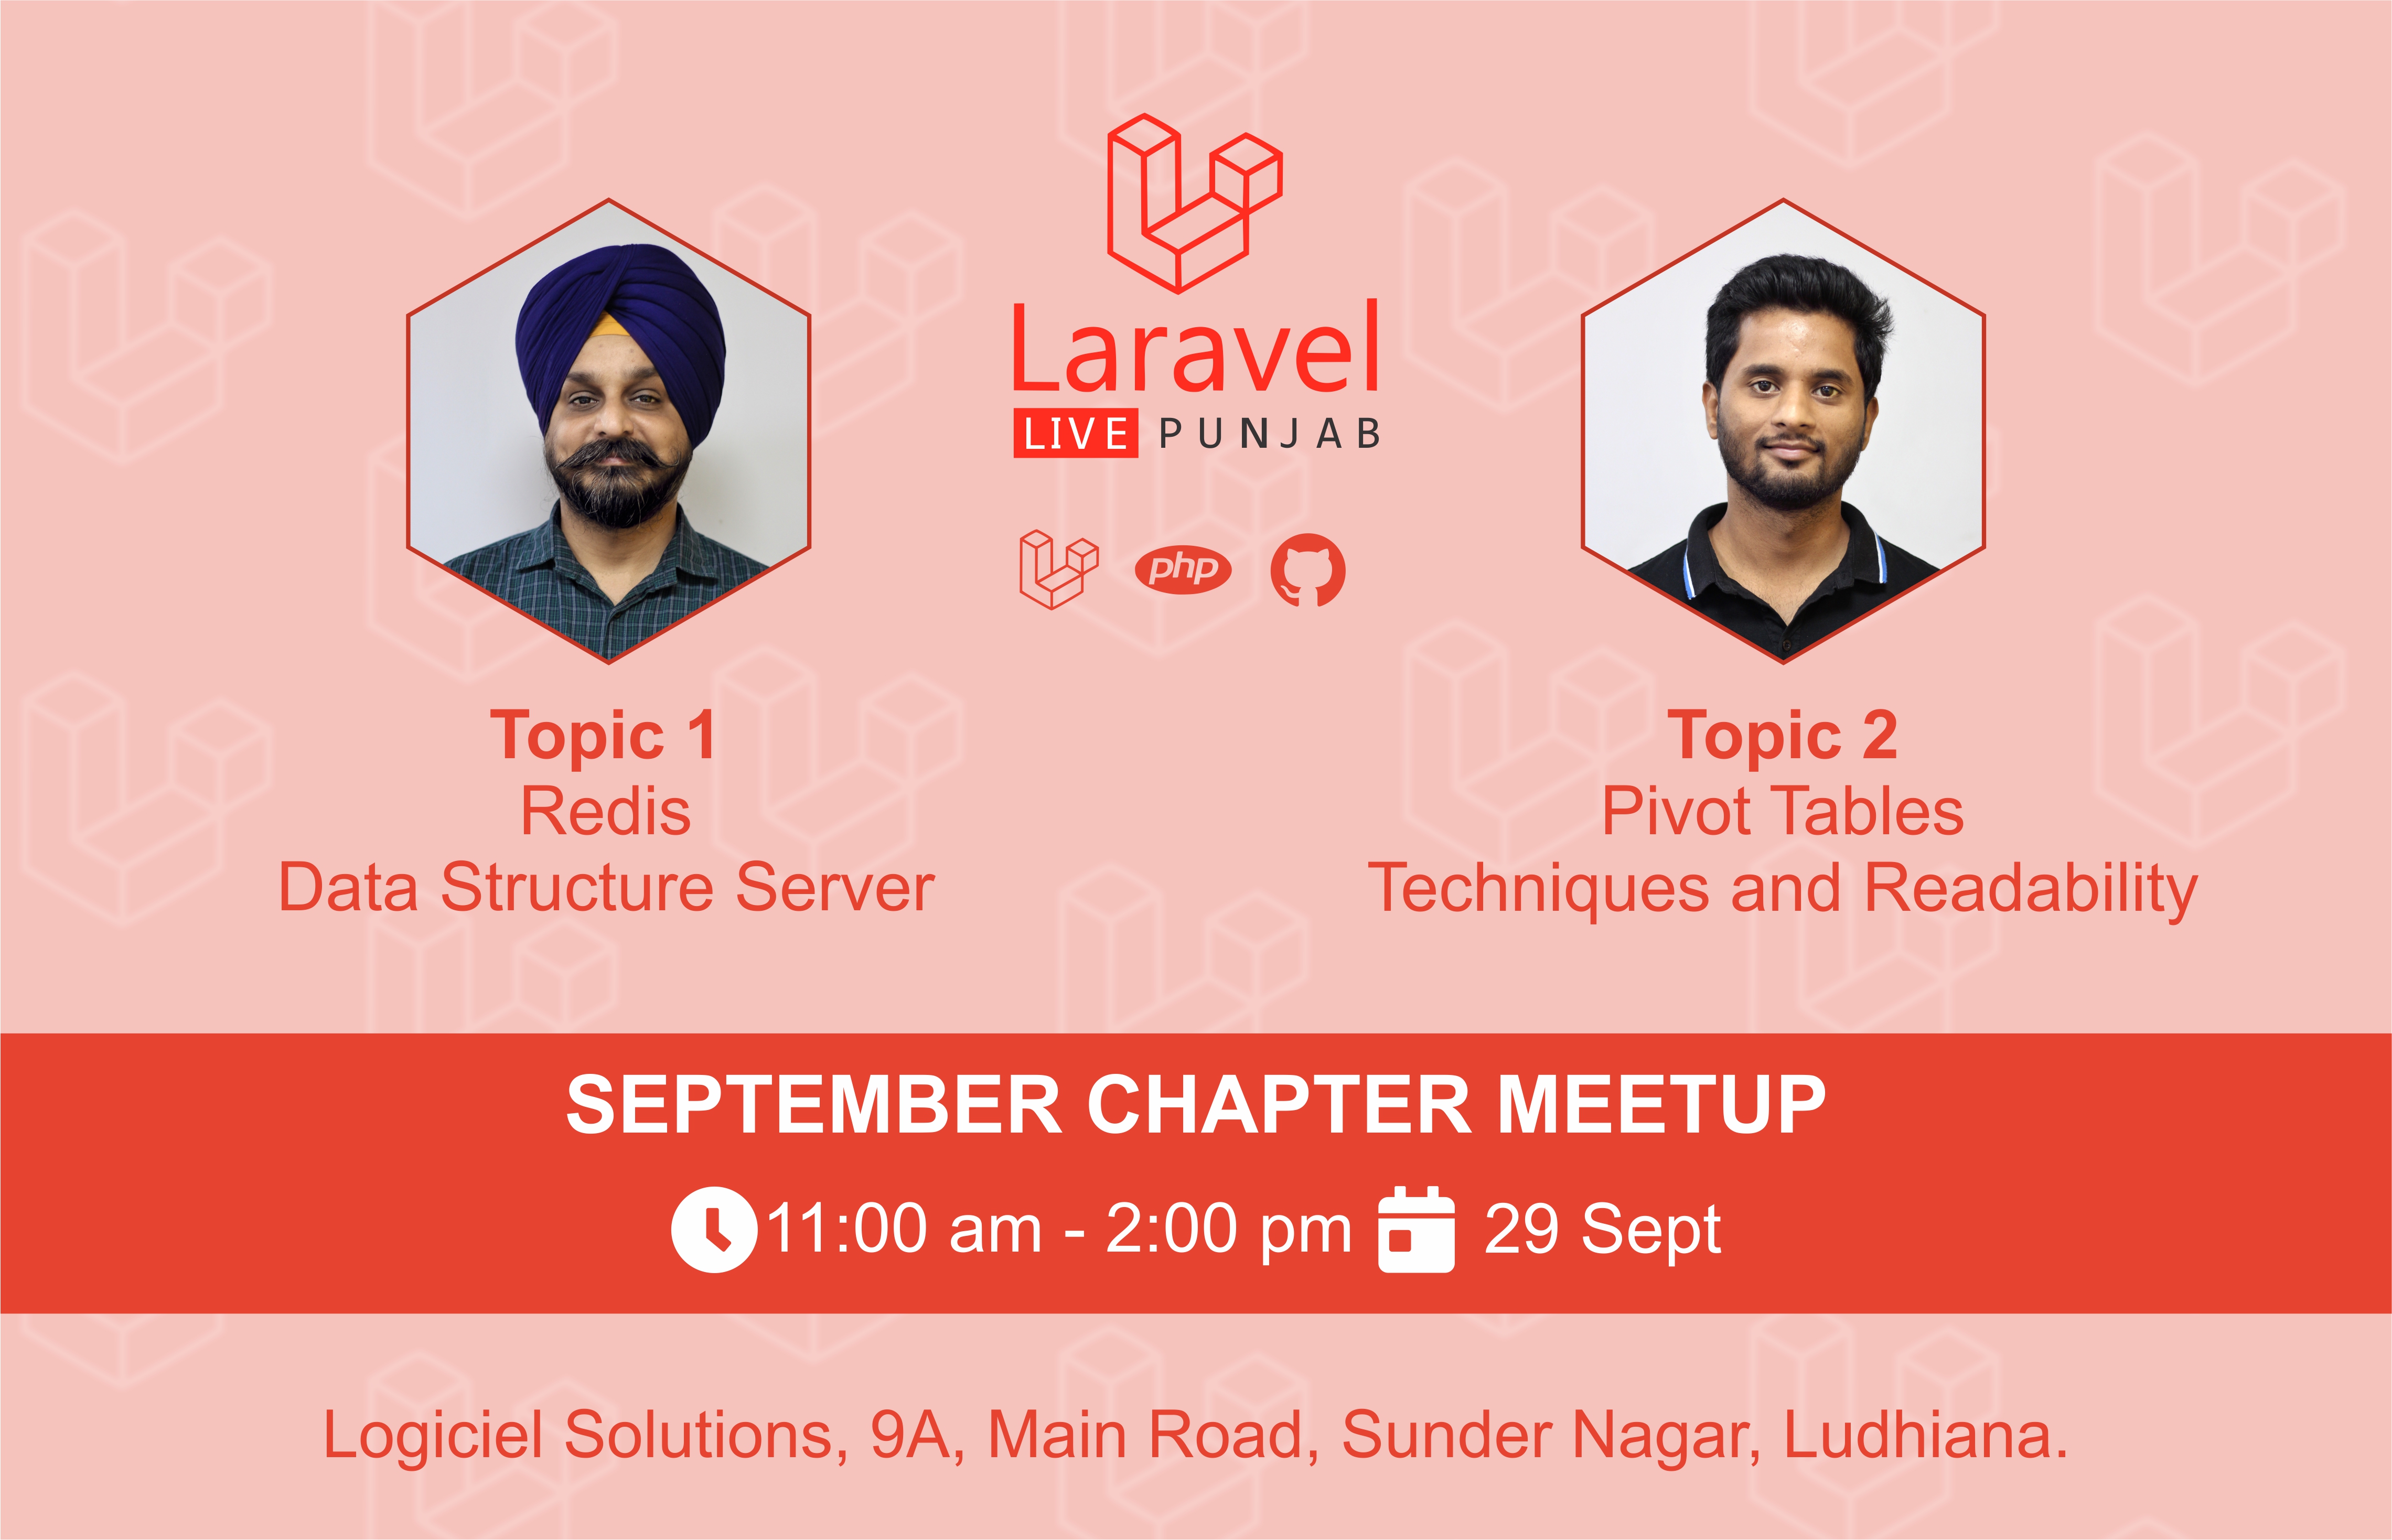 Laravel
LIVE PUNJAB
php
Topic 1
Redis
Data Structure Server
Topic 2
Pivot Tables
Techniques and Readability
SEPTEMBER CHAPTER MEETUP
11:00 am - 2:00 pm 29 Sept
Logiciel Solutions, 9A, Main Road, Sunder Nagar, Ludhiana.